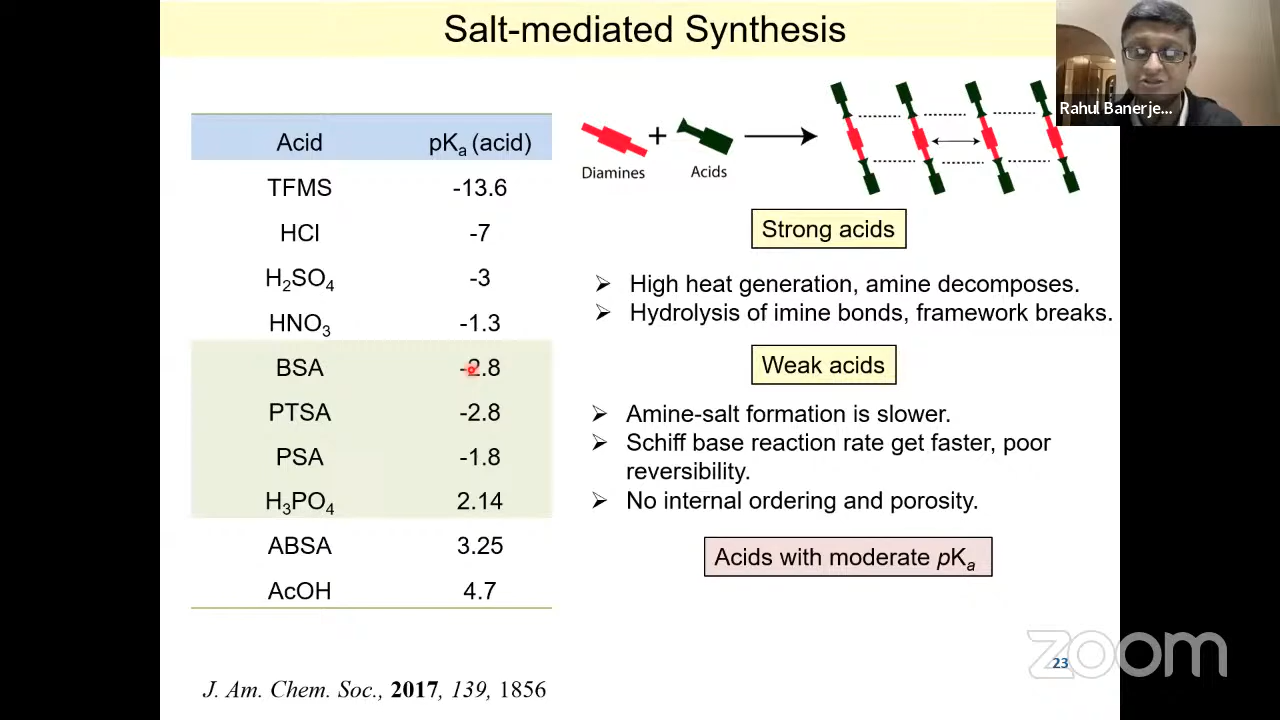 Salt-mediated Synthesis
Rahul Banerje...
Acid pKa (acid)
TFMS -13.6
HCl -7
H2SO4 -3
HNO3 -1.3
BSA -2.8
PTSA -2.8
PSA -1.8
H3PO4 2.14
ABSA 3.25
AcOH 4.7
+
Diamines Acids
Strong acids
➢ High heat generation, amine decomposes.
➢ Hydrolysis of imine bonds, framework breaks.
Weak acids
➢ Amine-salt formation is slower.
➢ Schiff base reaction rate get faster, poor
reversibility.
➢ No internal ordering and porosity.
Acids with moderate pKa
zoom
23
J. Am. Chem. Soc., 2017, 139, 1856